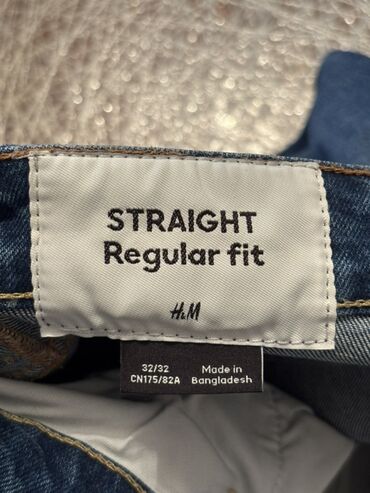 STRAIGHT
Regular fit
H&M
32/32
CN175/82A
Made in
Bangladesh